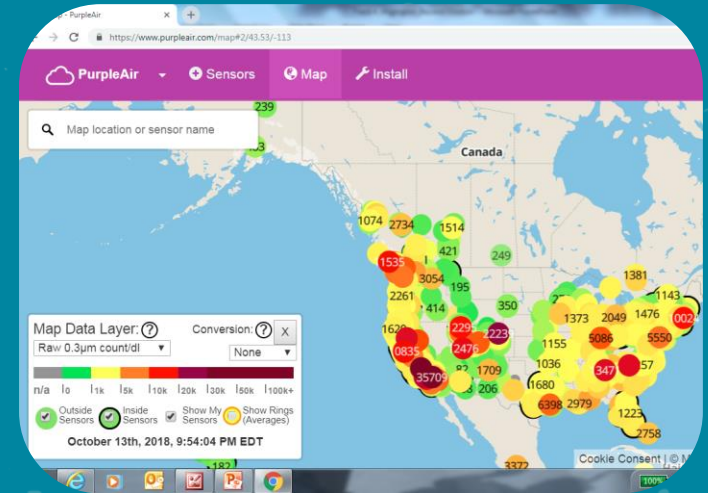 PurpleAir
https://www.purpleair.com/map#2/43.53/-113
PurpleAir Sensors Map Install
Map location or sensor name
239
Canada
1074 2734 1514
421
249
1535
3054
195
1381
2261
414
350
1143
1373 2049 1476
2295
0835
2476
1155
5086
5550
1036
347
57
35709
82 1709
206
1680
6398 2979
1223
2758
3372
182
Map Data Layer: ? Conversion: ? X
Raw 0.3µm count/dl None
n/a 0 1k 5k 10k 20k 30k 50k 100k+
Outside Sensors Inside Sensors Show My Sensors Show Rings (Averages)
October 13th, 2018, 9:54:04 PM EDT
Cookie Consent | ©
100%